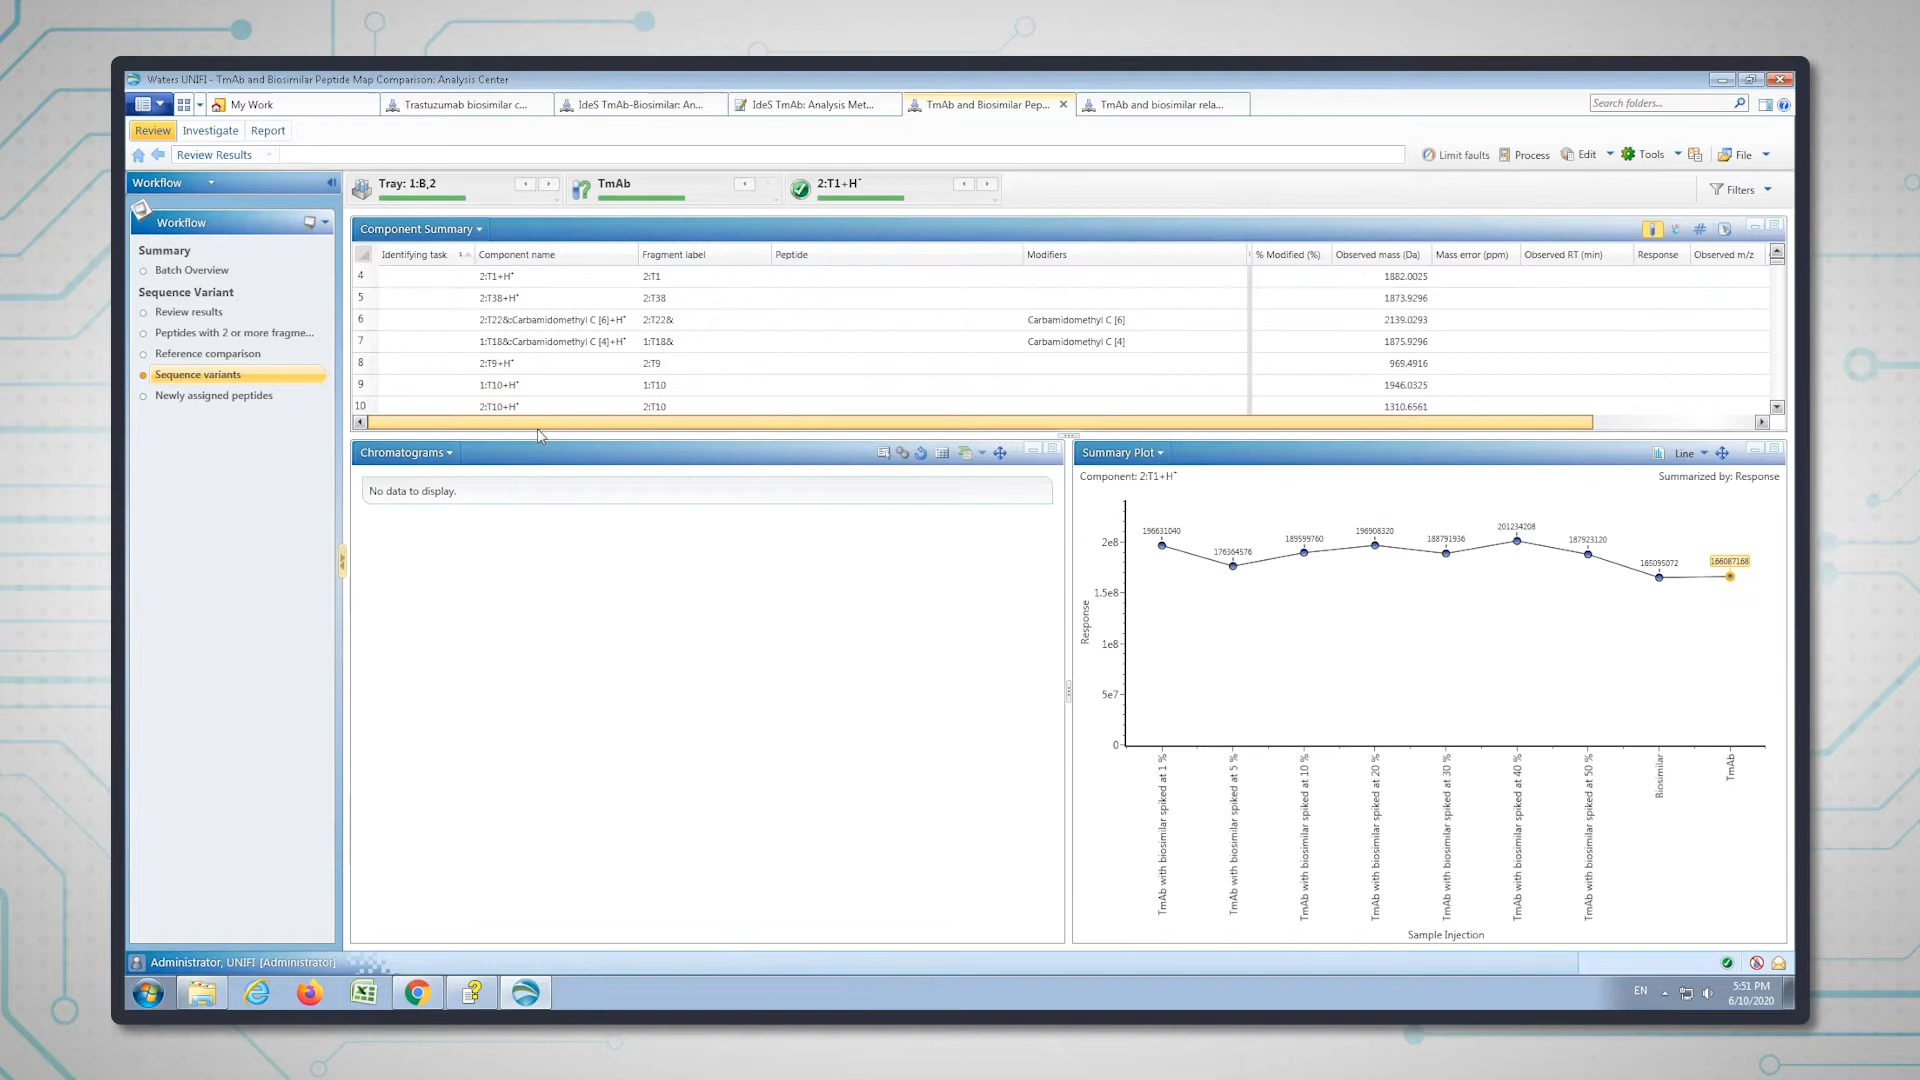 Waters UNIFI - TmAb and Biosimilar Peptide Map Comparison: Analysis Center
My Work
Trastuzumab biosimilar c...
IdeS TmAb-Biosimilar: An...
IdeS TmAb: Analysis Met...
TmAb and Biosimilar Pep...
TmAb and biosimilar rela...
Search folders...
Review Investigate Report
Review Results
Limit faults Process Edit Tools File
Workflow
Tray: 1:B,2
TmAb
2:T1+H⁺
Filters
Workflow
Summary
Batch Overview
Sequence Variant
Review results
Peptides with 2 or more fragme...
Reference comparison
Sequence variants
Newly assigned peptides
Component Summary
Identifying task 1 Component name Fragment label Peptide Modifiers % Modified (%) Observed mass (Da) Mass error (ppm) Observed RT (min) Response Observed m/z
4 2:T1+H⁺ 2:T1 1882.0025
5 2:T38+H⁺ 2:T38 1873.9296
6 2:T22&:Carbamidomethyl C [6]+H⁺ 2:T22& Carbamidomethyl C [6] 2139.0293
7 1:T18&:Carbamidomethyl C [4]+H⁺ 1:T18& Carbamidomethyl C [4] 1875.9296
8 2:T9+H⁺ 2:T9 969.4916
9 1:T10+H⁺ 1:T10 1946.0325
10 2:T10+H⁺ 2:T10 1310.6561
Chromatograms
No data to display.
Summary Plot
Line
Component: 2:T1+H⁺
Summarized by: Response
196631040
176364576
189599760
196908320
188791936
201234208
187923120
165095072
166087168
2e8
1.5e8
1e8
5e7
0
Response
TmAb with biosimilar spiked at 1 %
TmAb with biosimilar spiked at 5 %
TmAb with biosimilar spiked at 10 %
TmAb with biosimilar spiked at 20 %
TmAb with biosimilar spiked at 30 %
TmAb with biosimilar spiked at 40 %
TmAb with biosimilar spiked at 50 %
Biosimilar
TmAb
Sample Injection
Administrator, UNIFI [Administrator]
EN
5:51 PM
6/10/2020